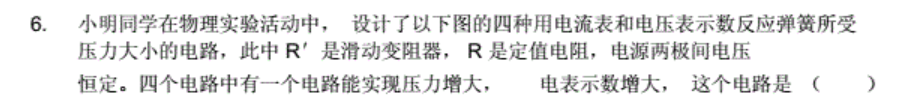 6. 小明同学在物理实验活动中， 设计了以下图的四种用电流表和电压表示数反应弹簧所受
压力大小的电路，此中 R′ 是滑动变阻器， R 是定值电阻，电源两极间电压
恒定。四个电路中有一个电路能实现压力增大， 电表示数增大， 这个电路是 （ ）